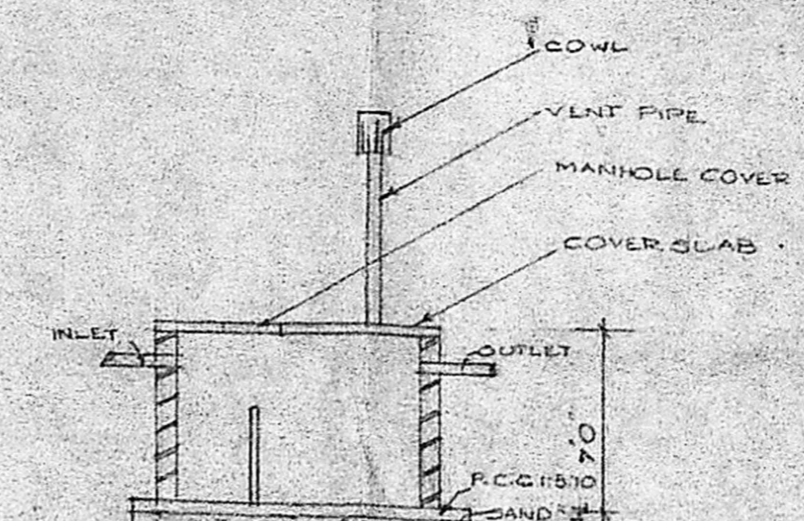 COWL
VENT PIPE
MANHOLE COVER
COVER SLAB
INLET
OUTLET
P.C.C 1:5:10
SAND